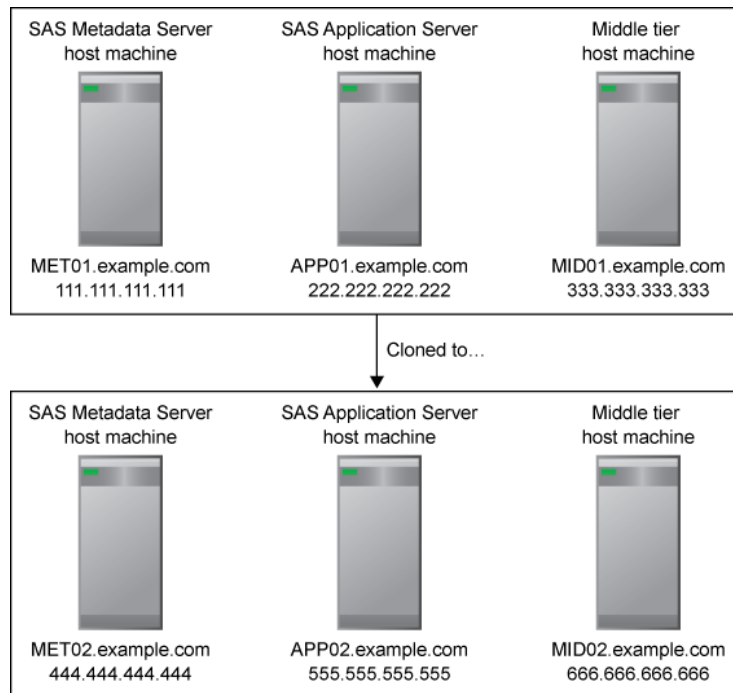 SAS Metadata Server
host machine
SAS Application Server
host machine
Middle tier
host machine
MET01.example.com
111.111.111.111
APP01.example.com
222.222.222.222
MID01.example.com
333.333.333.333
Cloned to…
SAS Metadata Server
host machine
SAS Application Server
host machine
Middle tier
host machine
MET02.example.com
444.444.444.444
APP02.example.com
555.555.555.555
MID02.example.com
666.666.666.666